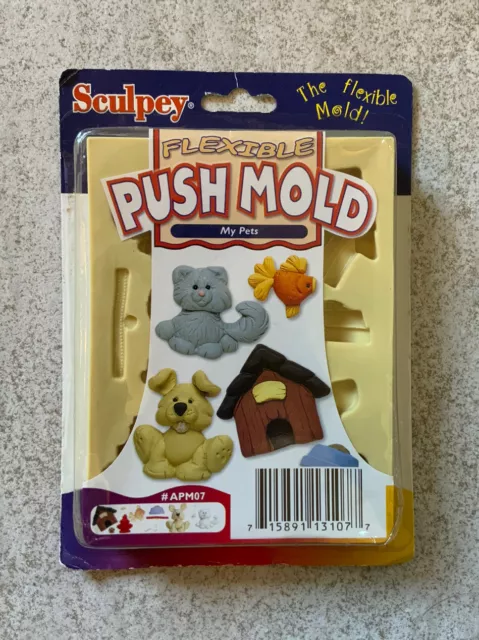 Sculpey®
The flexible
Mold!
FLEXIBLE
PUSH MOLD
My Pets
#APM07
7 15891 13107 7